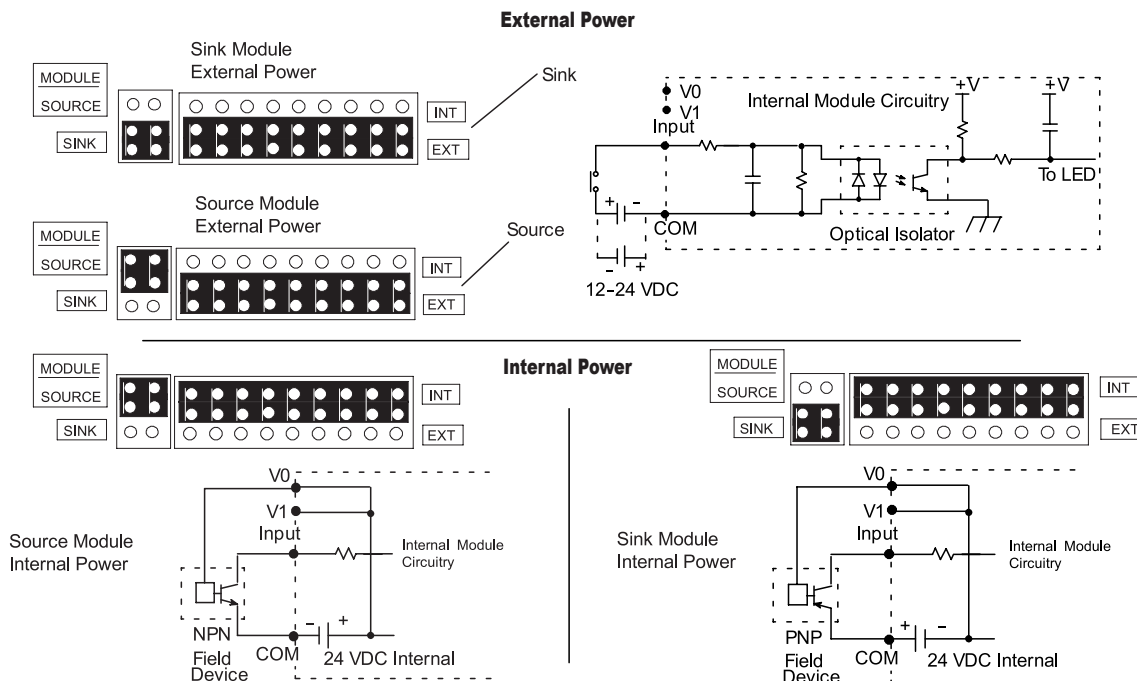 External Power
Sink Module
External Power
MODULE
SOURCE
SINK
INT
EXT
Sink
Source Module
External Power
MODULE
SOURCE
SINK
INT
EXT
Source
V0
V1
Input
Internal Module Circuitry
+V
+V
To LED
+ -
COM
Optical Isolator
- +
12-24 VDC
Internal Power
MODULE
SOURCE
SINK
INT
EXT
V0
V1
Input
Source Module
Internal Power
Internal Module
Circuitry
NPN
Field
Device
COM
- +
24 VDC Internal
MODULE
SOURCE
SINK
INT
EXT
V0
V1
Input
Sink Module
Internal Power
Internal Module
Circuitry
PNP
Field
Device
COM
+ -
24 VDC Internal